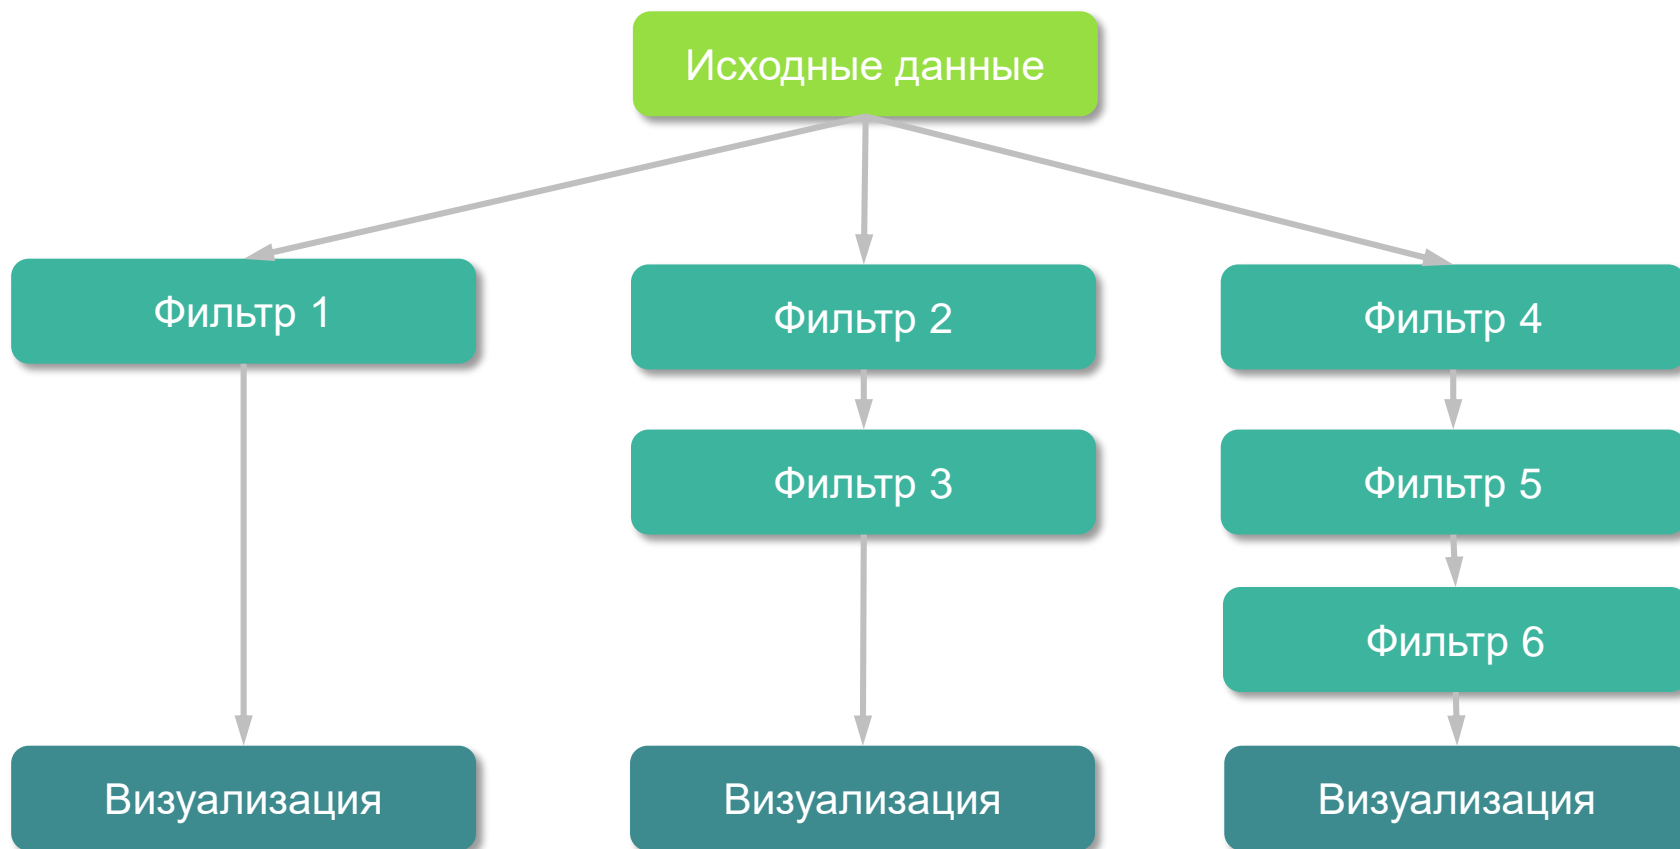 Исходные данные
Фильтр 1
Фильтр 2
Фильтр 4
Фильтр 3
Фильтр 5
Фильтр 6
Визуализация
Визуализация
Визуализация